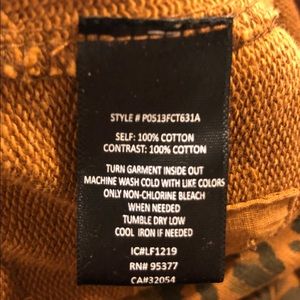 STYLE # P0513FCT631A
SELF: 100% COTTON
CONTRAST: 100% COTTON
TURN GARMENT INSIDE OUT
MACHINE WASH COLD WITH LIKE COLORS
ONLY NON-CHLORINE BLEACH
WHEN NEEDED
TUMBLE DRY LOW
COOL IRON IF NEEDED
IC#LF1219
RN# 95377
CA#32054